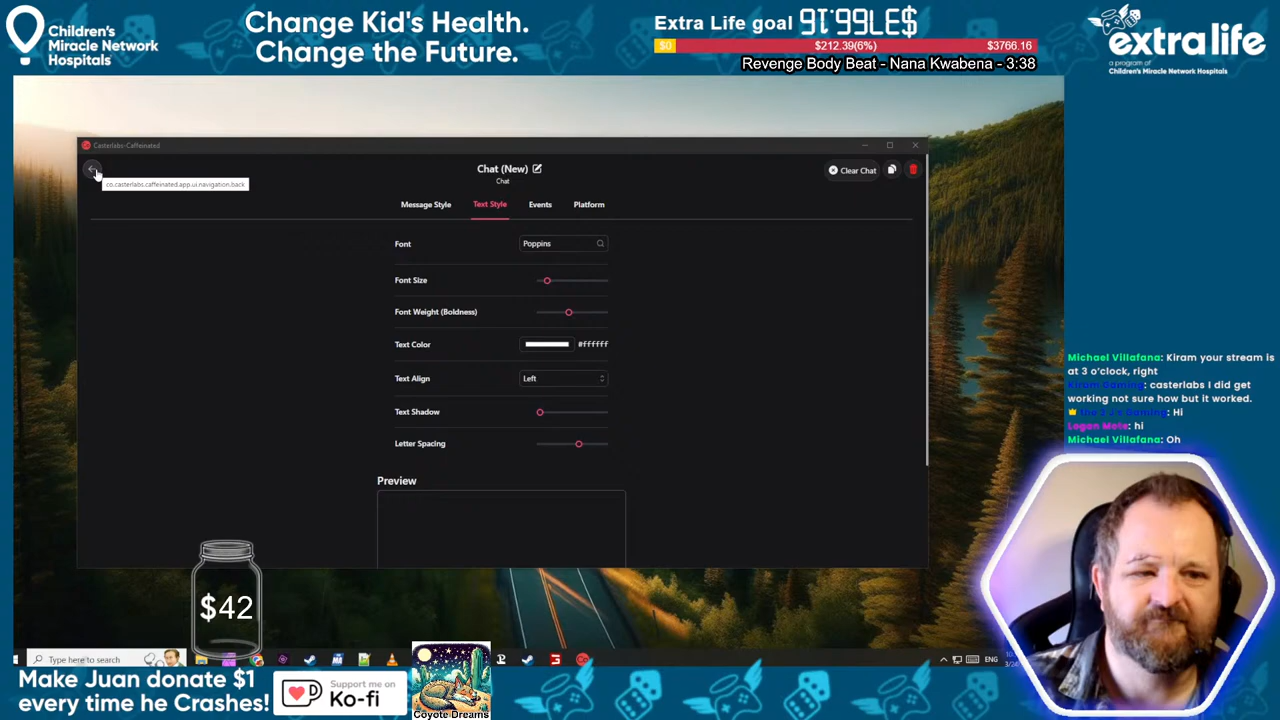 Children's
Miracle Network
Hospitals
Change Kid's Health.
Change the Future.
Extra Life goal
$0
$212.39(6%)
$3766.16
Revenge Body Beat - Nana Kwabena - 3:38
extra life
a program of
Children's Miracle Network Hospitals
Casterlabs-Caffeinated
co.casterlabs.caffeinated.app.ui.navigation.back
Chat (New)
Chat
Clear Chat
Message Style
Text Style
Events
Platform
Font
Poppins
Font Size
Font Weight (Boldness)
Text Color
#ffffff
Text Align
Left
Text Shadow
Letter Spacing
Preview
Michael Villafana: Kiram your stream is
at 3 o'clock, right
Kiram Gaming: casterlabs I did get
working not sure how but it worked.
the 2 J's Gaming: Hi
Logan Mote: hi
Michael Villafana: Oh
$42
Type here to search
ENG
Make Juan donate $1
every time he Crashes!
Support me on
Ko-fi
Coyote Dreams